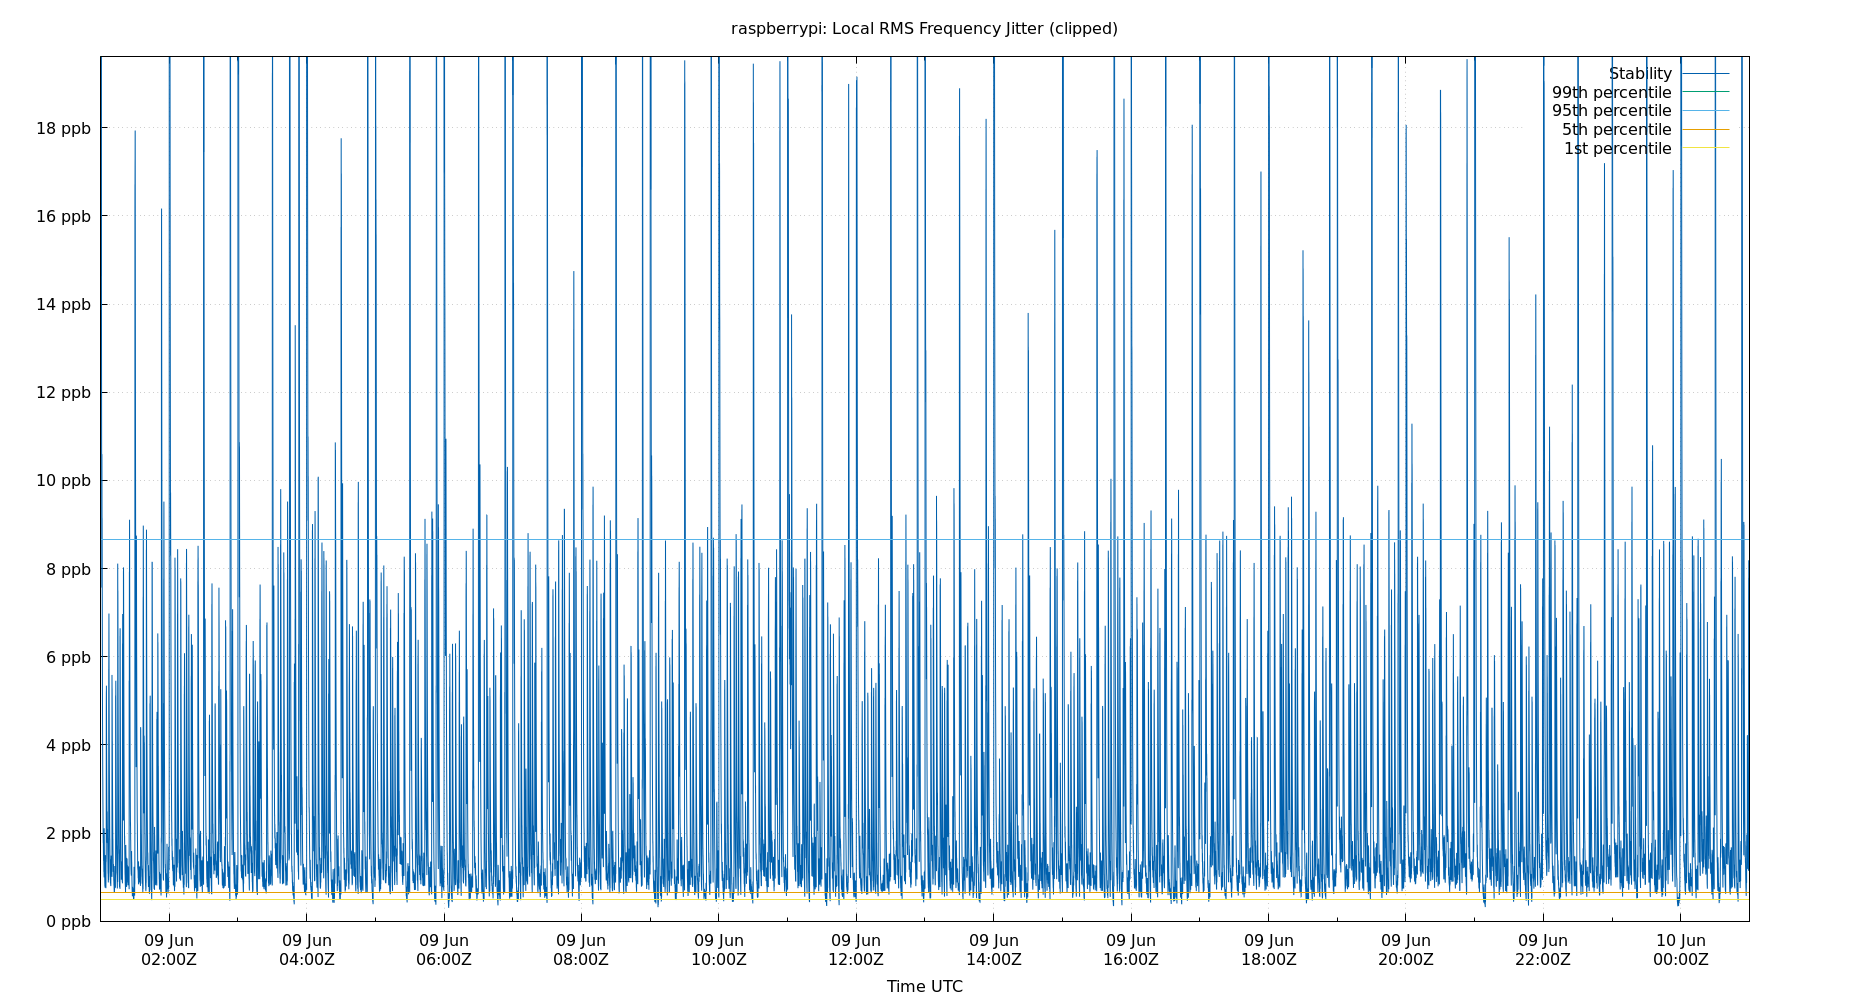 raspberrypi: Local RMS Frequency Jitter (clipped)
Stability
99th percentile
95th percentile
5th percentile
1st percentile
18 ppb
16 ppb
14 ppb
12 ppb
10 ppb
8 ppb
6 ppb
4 ppb
2 ppb
0 ppb
09 Jun 09 Jun 09 Jun 09 Jun 09 Jun 09 Jun 09 Jun 09 Jun 09 Jun 09 Jun 09 Jun 10 Jun
02:00Z 04:00Z 06:00Z 08:00Z 10:00Z 12:00Z 14:00Z 16:00Z 18:00Z 20:00Z 22:00Z 00:00Z
Time UTC